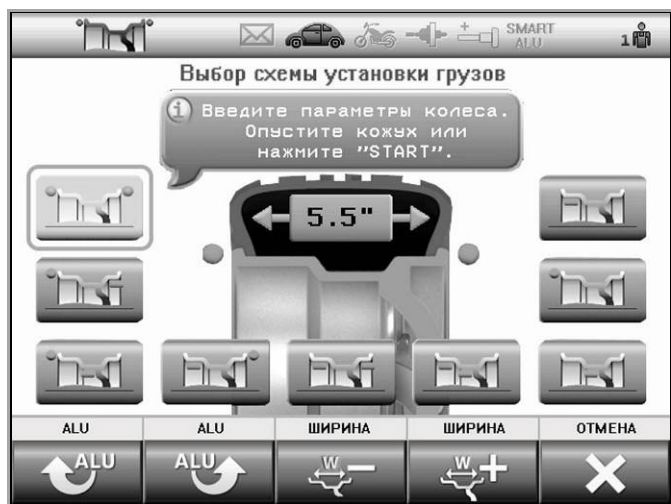 SMART
ALU
1
Выбор схемы установки грузов
i Введите параметры колеса.
Опустите кожух или
нажмите "START".
5.5"
ALU
ALU
ШИРИНА
ШИРИНА
ОТМЕНА
ALU
ALU
W
W